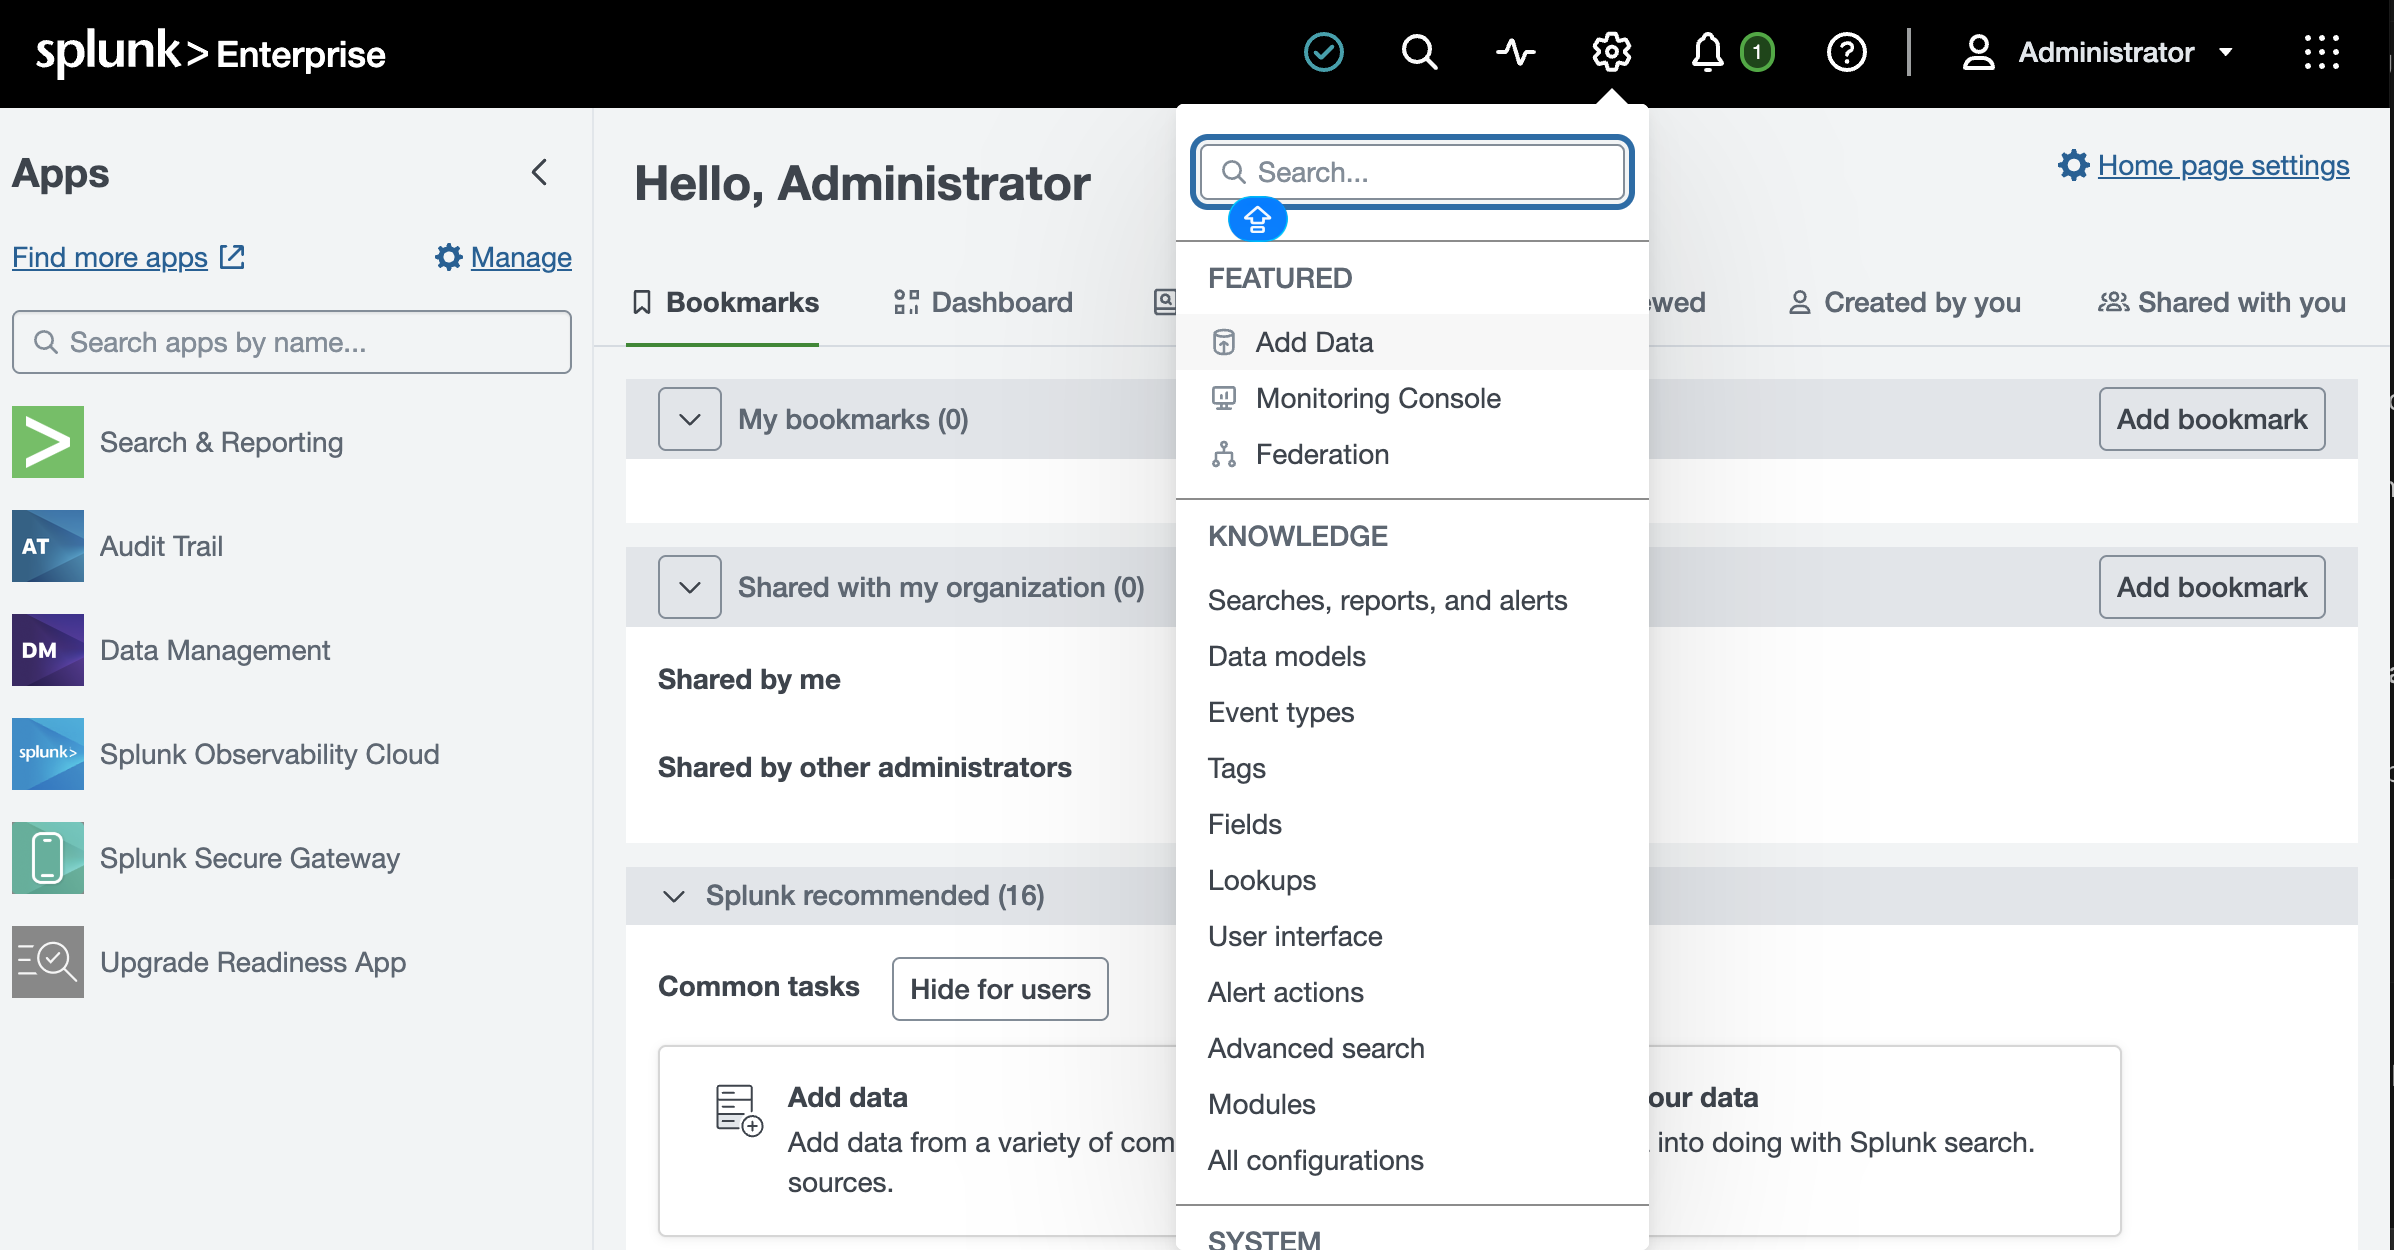 splunk> Enterprise
1
Administrator
Apps
Find more apps
Manage
Search apps by name...
Search & Reporting
AT
Audit Trail
DM
Data Management
splunk>
Splunk Observability Cloud
Splunk Secure Gateway
Upgrade Readiness App
Hello, Administrator
Home page settings
Bookmarks
Dashboard
ewed
Created by you
Shared with you
My bookmarks (0)
Add bookmark
Shared with my organization (0)
Add bookmark
Shared by me
Shared by other administrators
Splunk recommended (16)
Common tasks
Hide for users
Add data
Add data from a variety of com
sources.
our data
into doing with Splunk search.
Search...
FEATURED
Add Data
Monitoring Console
Federation
KNOWLEDGE
Searches, reports, and alerts
Data models
Event types
Tags
Fields
Lookups
User interface
Alert actions
Advanced search
Modules
All configurations
SYSTEM